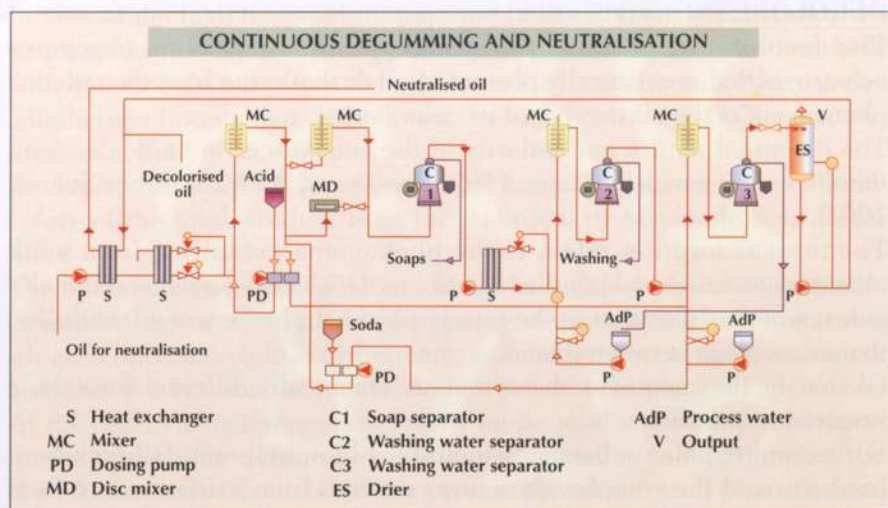 CONTINUOUS DEGUMMING AND NEUTRALISATION
Neutralised oil
MC
MC
MC
MC
V
Decolorised
oil
Acid
MD
C
1
C
2
C
3
ES
Soaps
Washing
P
S
S
PD
P
S
P
P
Oil for neutralisation
Soda
PD
AdP
AdP
P
P
S Heat exchanger
MC Mixer
PD Dosing pump
MD Disc mixer
C1 Soap separator
C2 Washing water separator
C3 Washing water separator
ES Drier
AdP Process water
V Output